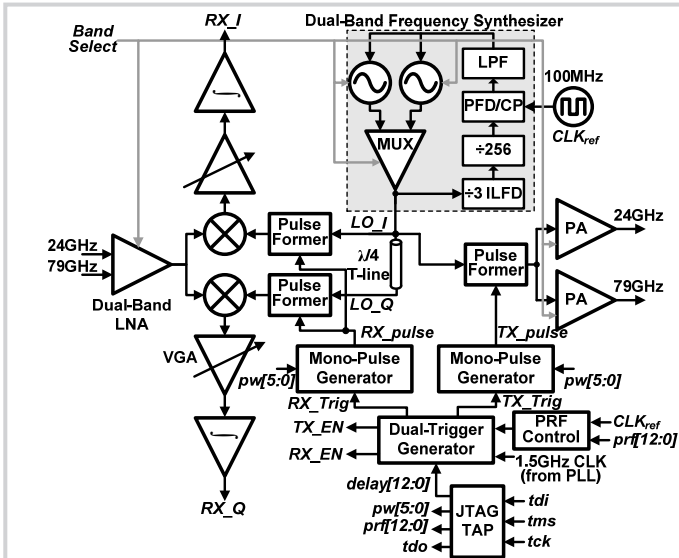 RX_I
Dual-Band Frequency Synthesizer
Band
Select
LPF
100MHz
PFD/CP
CLKref
MUX
÷256
÷3 ILFD
Pulse
Former
LO_I
24GHz
79GHz
Dual-Band
LNA
λ/4
T-line
Pulse
Former
PA
24GHz
Pulse
Former
LO_Q
PA
79GHz
RX_pulse
TX_pulse
VGA
pw[5:0]
Mono-Pulse
Generator
Mono-Pulse
Generator
pw[5:0]
RX_Trig
TX_Trig
TX_EN
RX_EN
Dual-Trigger
Generator
PRF
Control
CLKref
prf[12:0]
1.5GHz CLK
(from PLL)
delay[12:0]
pw[5:0]
prf[12:0]
tdo
JTAG
TAP
tdi
tms
tck
RX_Q